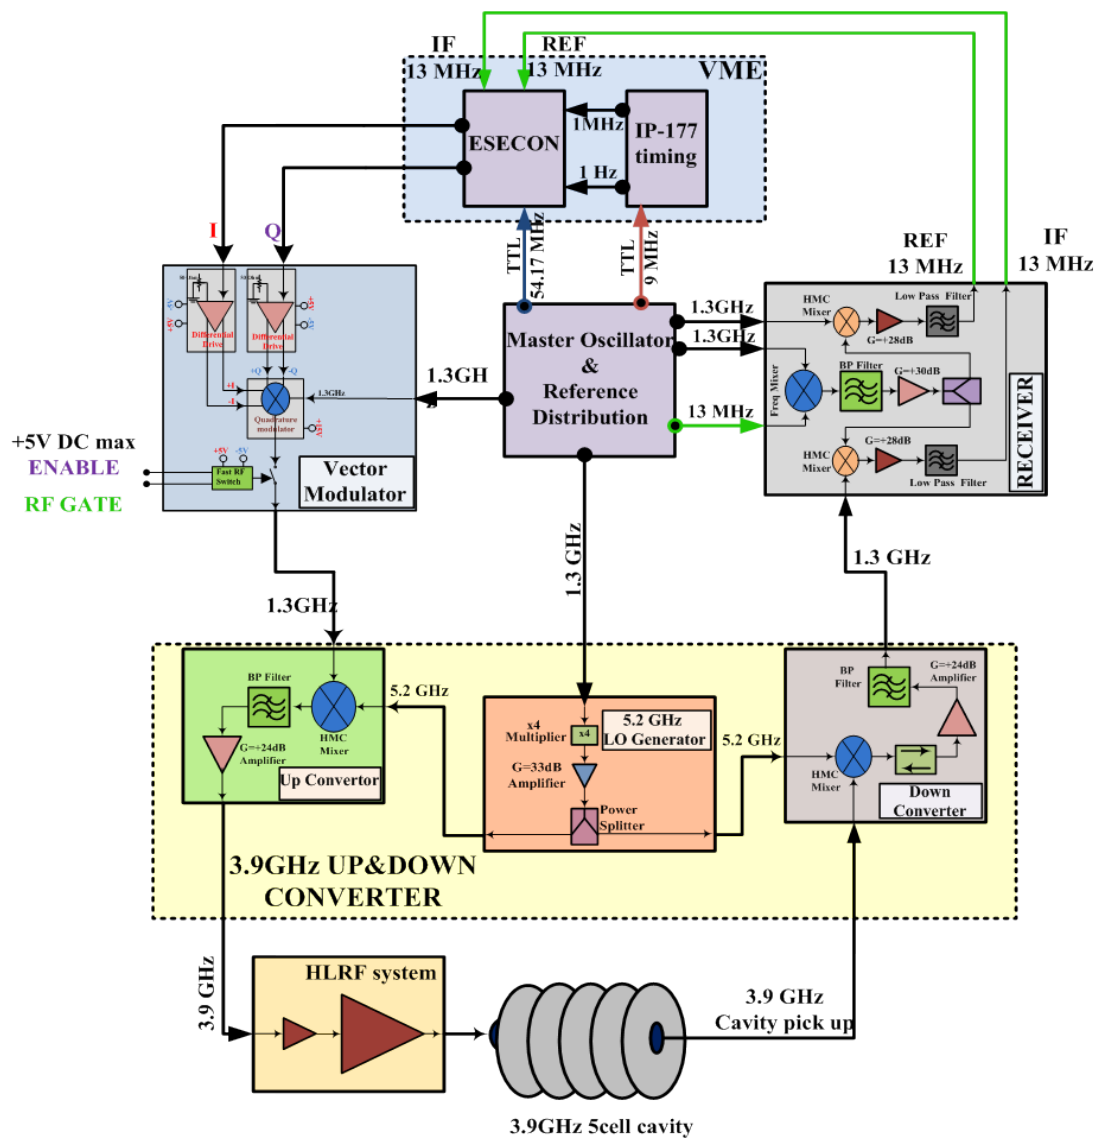 IF
13 MHz
REF
13 MHz
VME
ESECON
1MHz
1 Hz
IP-177
timing
I
Q
TTL
54.17 MHz
TTL
9 MHz
REF
13 MHz
IF
13 MHz
-5V
+5V
+5V
-5V
Differential
Drive
Differential
Drive
+Q
-Q
+I
-I
1.3GHz
Quadrature
modulator
+5V
+5V DC max
ENABLE
RF GATE
+5V
-5V
Fast RF
Switch
Vector
Modulator
1.3GH
Master Oscillator
&
Reference
Distribution
1.3GHz
1.3GHz
13 MHz
HMC
Mixer
G=+28dB
Low Pass Filter
Freq Mixer
BP Filter
G=+30dB
HMC
Mixer
G=+28dB
Low Pass Filter
RECEIVER
1.3GHz
1.3 GHz
1.3 GHz
BP Filter
HMC
Mixer
G=+24dB
Amplifier
Up Convertor
5.2 GHz
x4
Multiplier
x4
5.2 GHz
LO Generator
G=33dB
Amplifier
Power
Splitter
5.2 GHz
BP
Filter
G=+24dB
Amplifier
HMC
Mixer
Down
Converter
3.9GHz UP&DOWN
CONVERTER
3.9 GHz
HLRF system
3.9 GHz
Cavity pick up
3.9GHz 5cell cavity